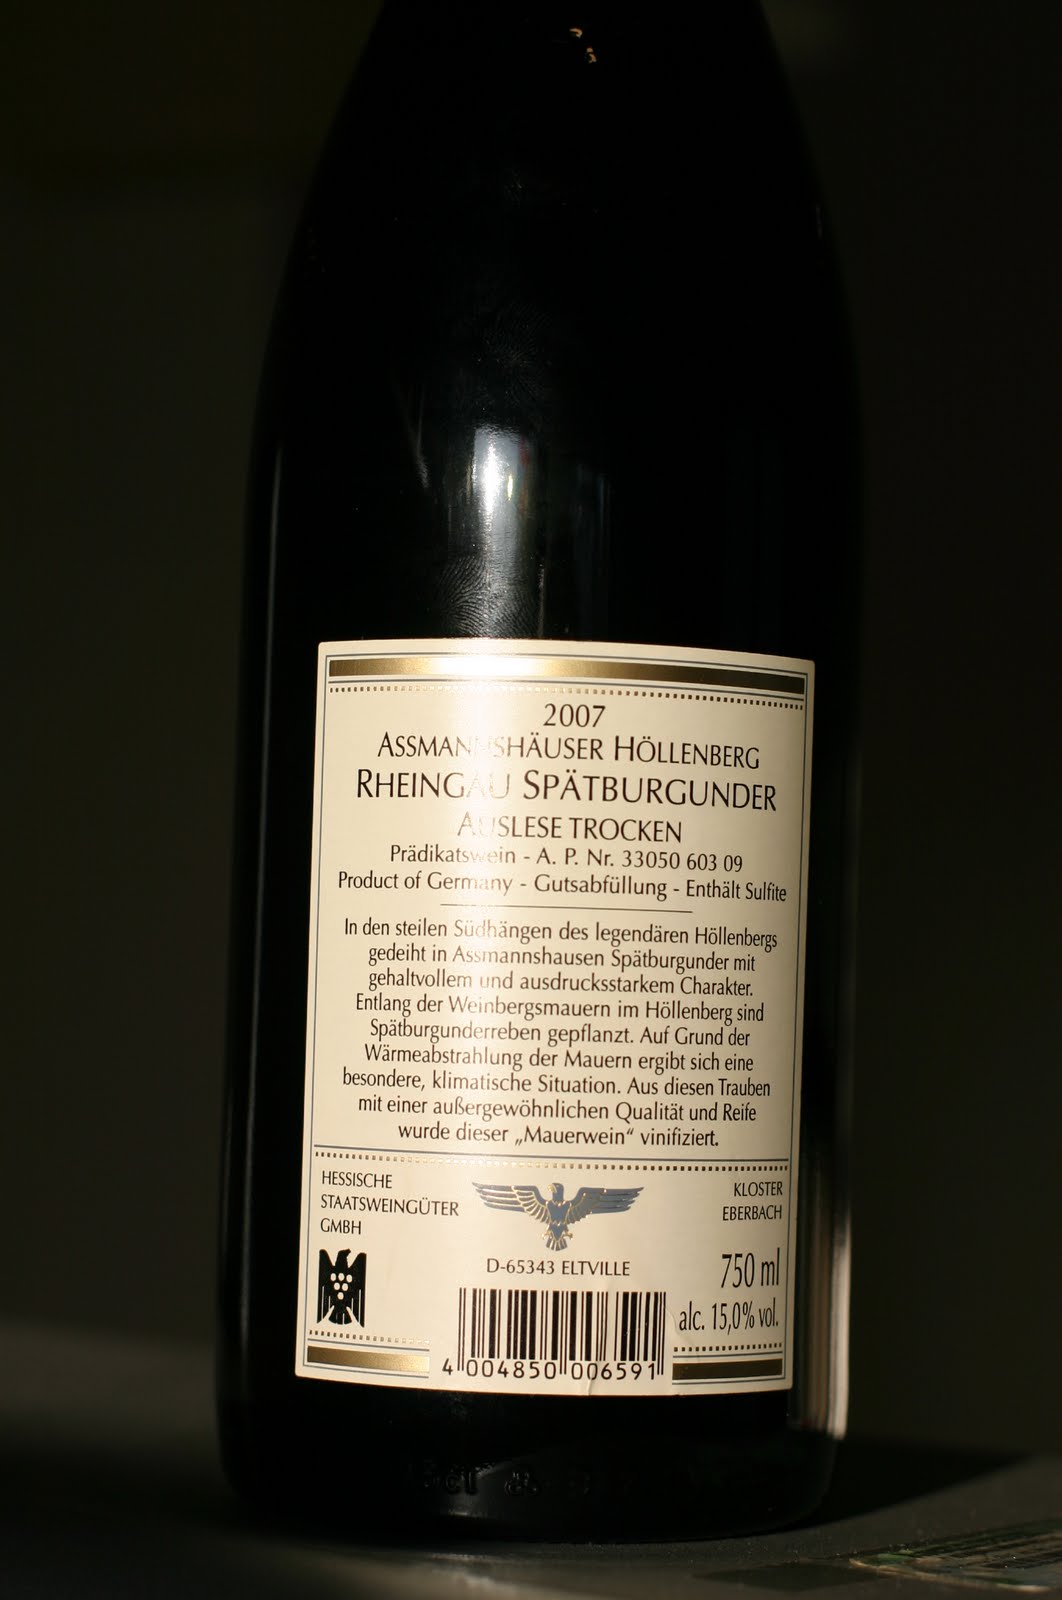 2007
ASSMANNSHÄUSER HÖLLENBERG
RHEINGAU SPÄTBURGUNDER
AUSLESE TROCKEN
Prädikatswein - A. P. Nr. 33050 603 09
Product of Germany - Gutsabfüllung - Enthält Sulfite
In den steilen Südhängen des legendären Höllenbergs
gedeiht in Assmannshausen Spätburgunder mit
gehaltvollem und ausdrucksstarkem Charakter.
Entlang der Weinbergsmauern im Höllenberg sind
Spätburgunderreben gepflanzt. Auf Grund der
Wärmeabstrahlung der Mauern ergibt sich eine
besondere, klimatische Situation. Aus diesen Trauben
mit einer außergewöhnlichen Qualität und Reife
wurde dieser „Mauerwein“ vinifiziert.
HESSISCHE
STAATSWEINGÜTER
GMBH
KLOSTER
EBERBACH
D-65343 ELTVILLE
750 ml
alc. 15,0% vol.
4 004850 006591